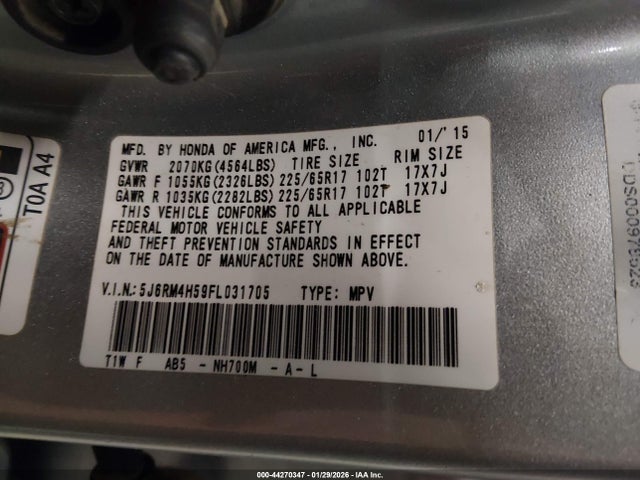 MFD. BY HONDA OF AMERICA MFG., INC. 01/'15
GVWR 2070KG(4564LBS) TIRE SIZE RIM SIZE
GAWR F 1055KG(2326LBS) 225/65R17 102T 17X7J
GAWR R 1035KG(2282LBS) 225/65R17 102T 17X7J
THIS VEHICLE CONFORMS TO ALL APPLICABLE
FEDERAL MOTOR VEHICLE SAFETY
AND THEFT PREVENTION STANDARDS IN EFFECT
ON DATE OF MANUFACTURE SHOWN ABOVE.
V.I.N.: 5J6RM4H59FL031705 TYPE: MPV
T1W F AB5 - NH700M - A - L
T0A A4
000-44270347 - 01/29/2026 - IAA Inc.